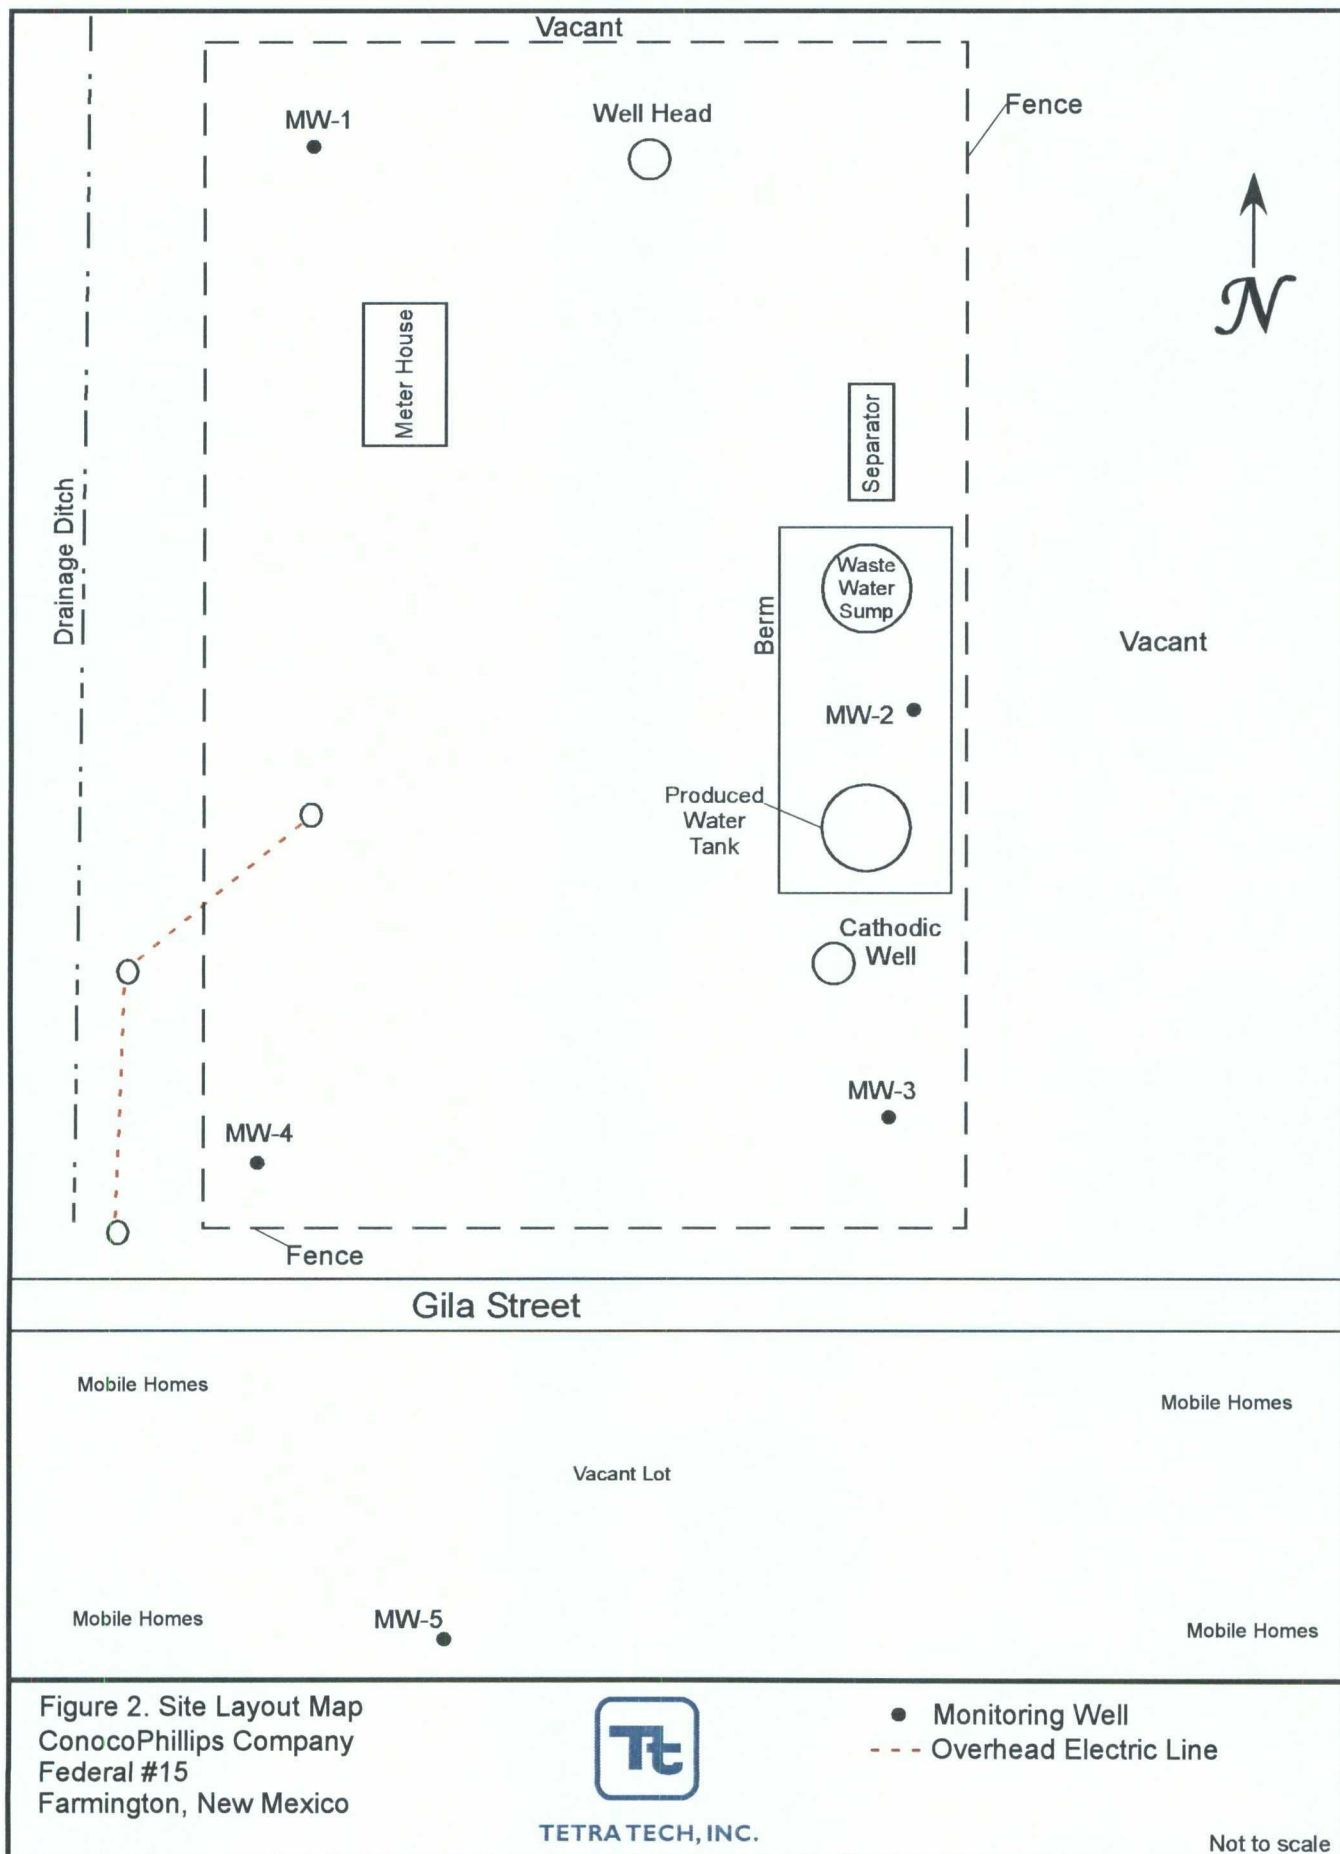 Vacant
Fence
MW-1
Well Head
N
Meter House
Separator
Drainage Ditch
Waste
Water
Sump
Berm
Vacant
MW-2
Produced
Water
Tank
Cathodic
Well
MW-3
MW-4
Fence
Gila Street
Mobile Homes
Mobile Homes
Vacant Lot
Mobile Homes
MW-5
Mobile Homes
Figure 2. Site Layout Map
ConocoPhillips Company
Federal #15
Farmington, New Mexico
Tt
TETRA TECH, INC.
Monitoring Well
Overhead Electric Line
Not to scale